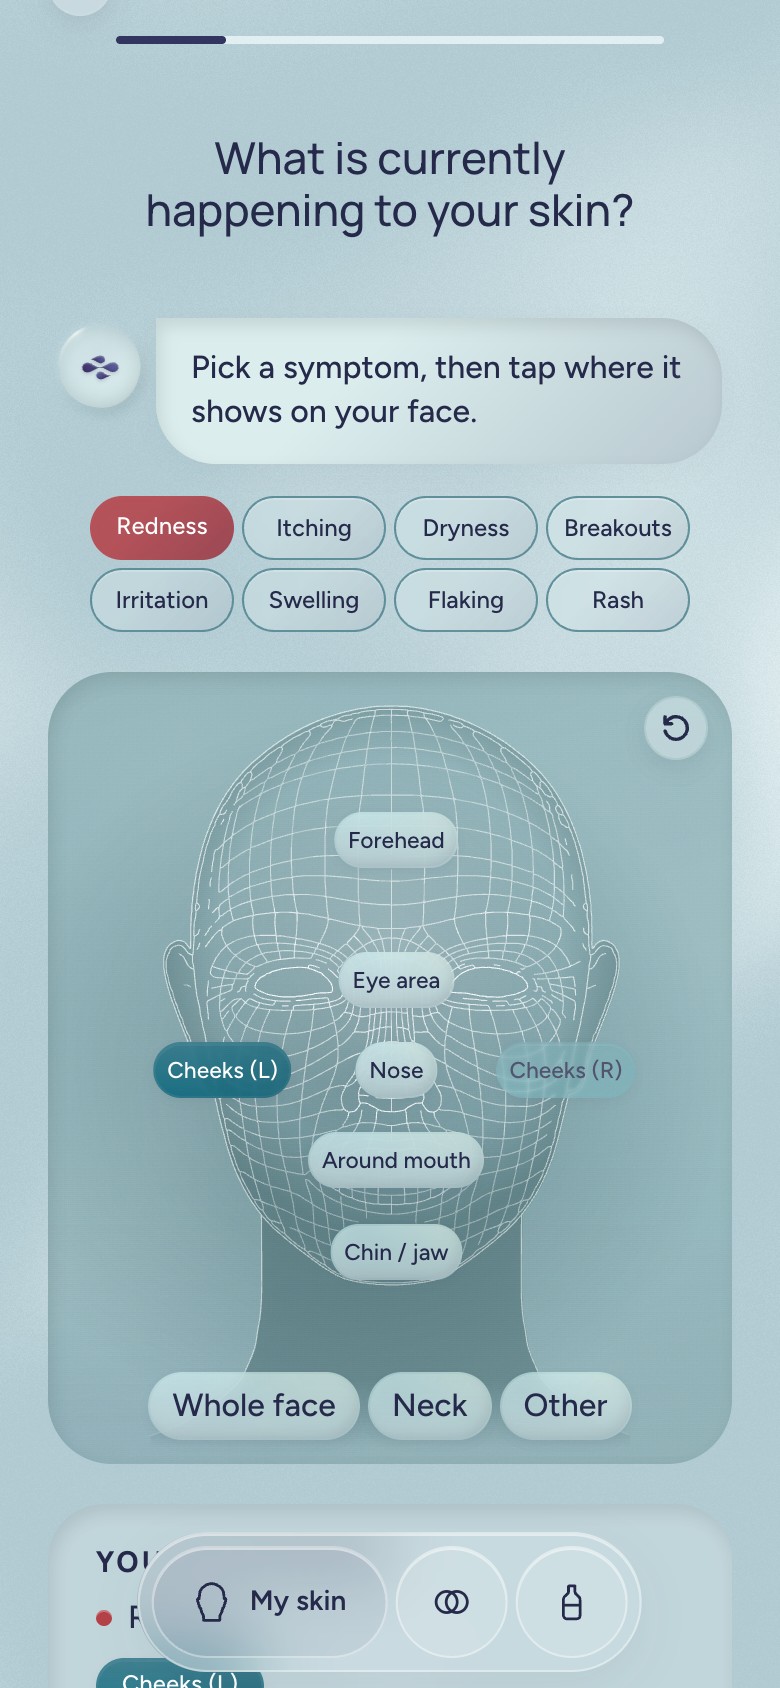 What is currently
happening to your skin?
Pick a symptom, then tap where it
shows on your face.
Redness
Itching
Dryness
Breakouts
Irritation
Swelling
Flaking
Rash
Forehead
Eye area
Cheeks (L)
Nose
Cheeks (R)
Around mouth
Chin / jaw
Whole face
Neck
Other
My skin
Cheeks (L)